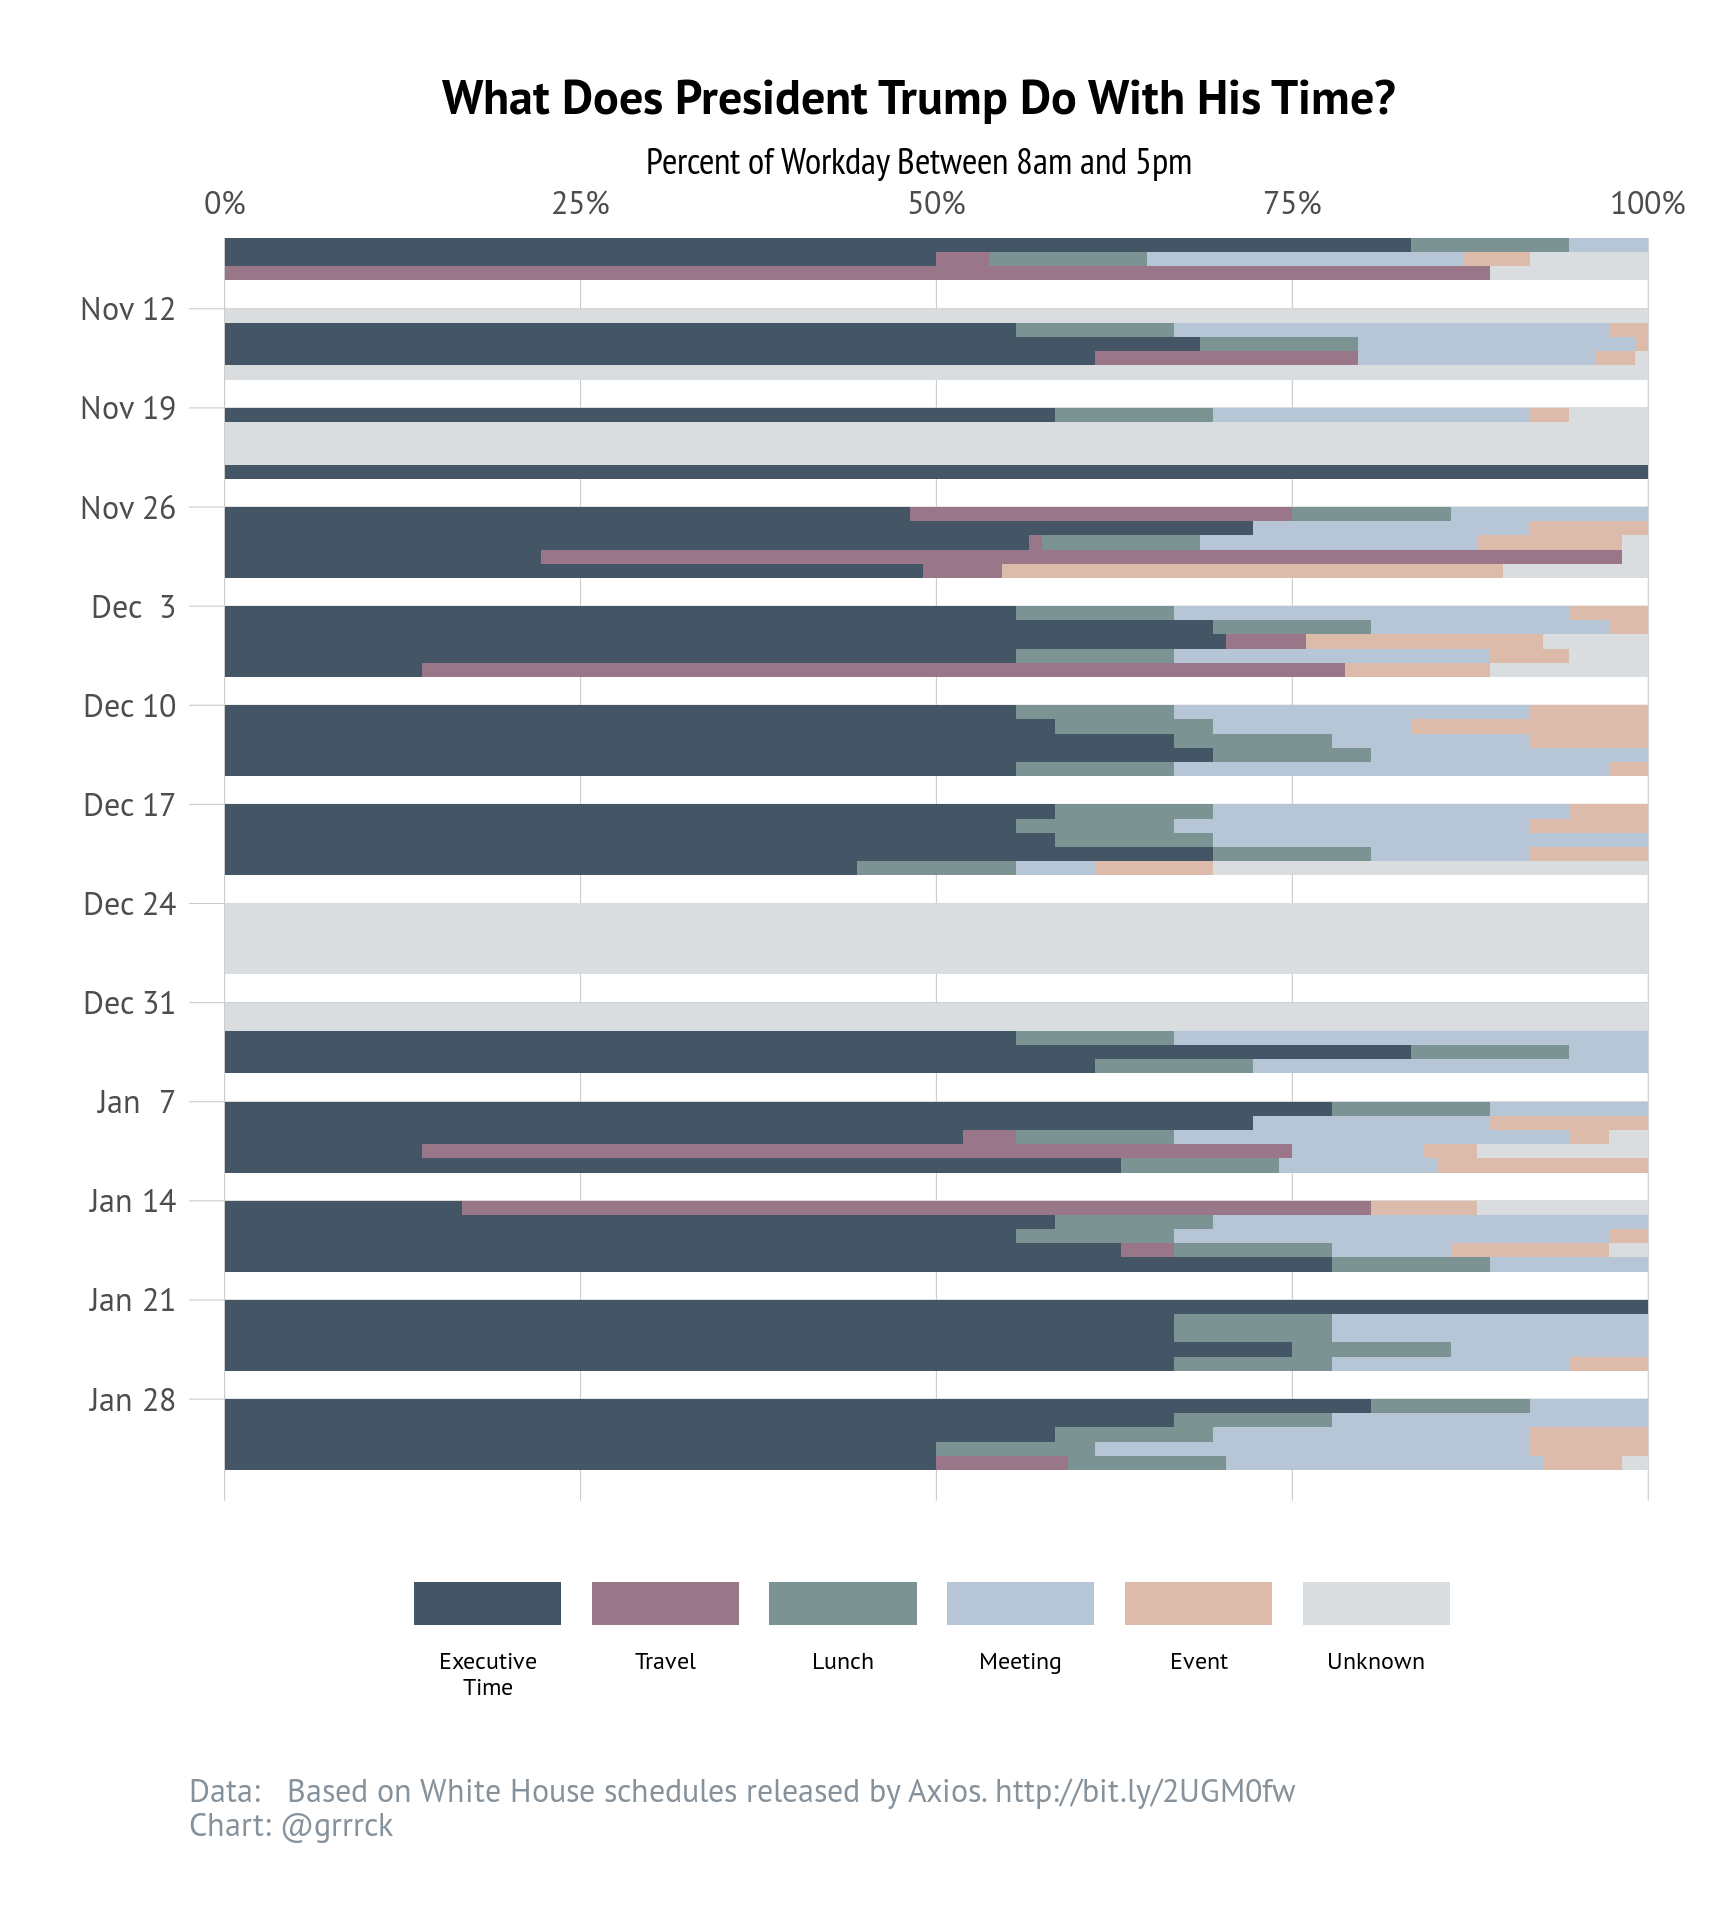 What Does President Trump Do With His Time?
Percent of Workday Between 8am and 5pm
0% 25% 50% 75% 100%
Nov 12
Nov 19
Nov 26
Dec 3
Dec 10
Dec 17
Dec 24
Dec 31
Jan 7
Jan 14
Jan 21
Jan 28
Executive Travel Lunch Meeting Event Unknown
Time
Data: Based on White House schedules released by Axios. http://bit.ly/2UGM0fw
Chart: @grrrck